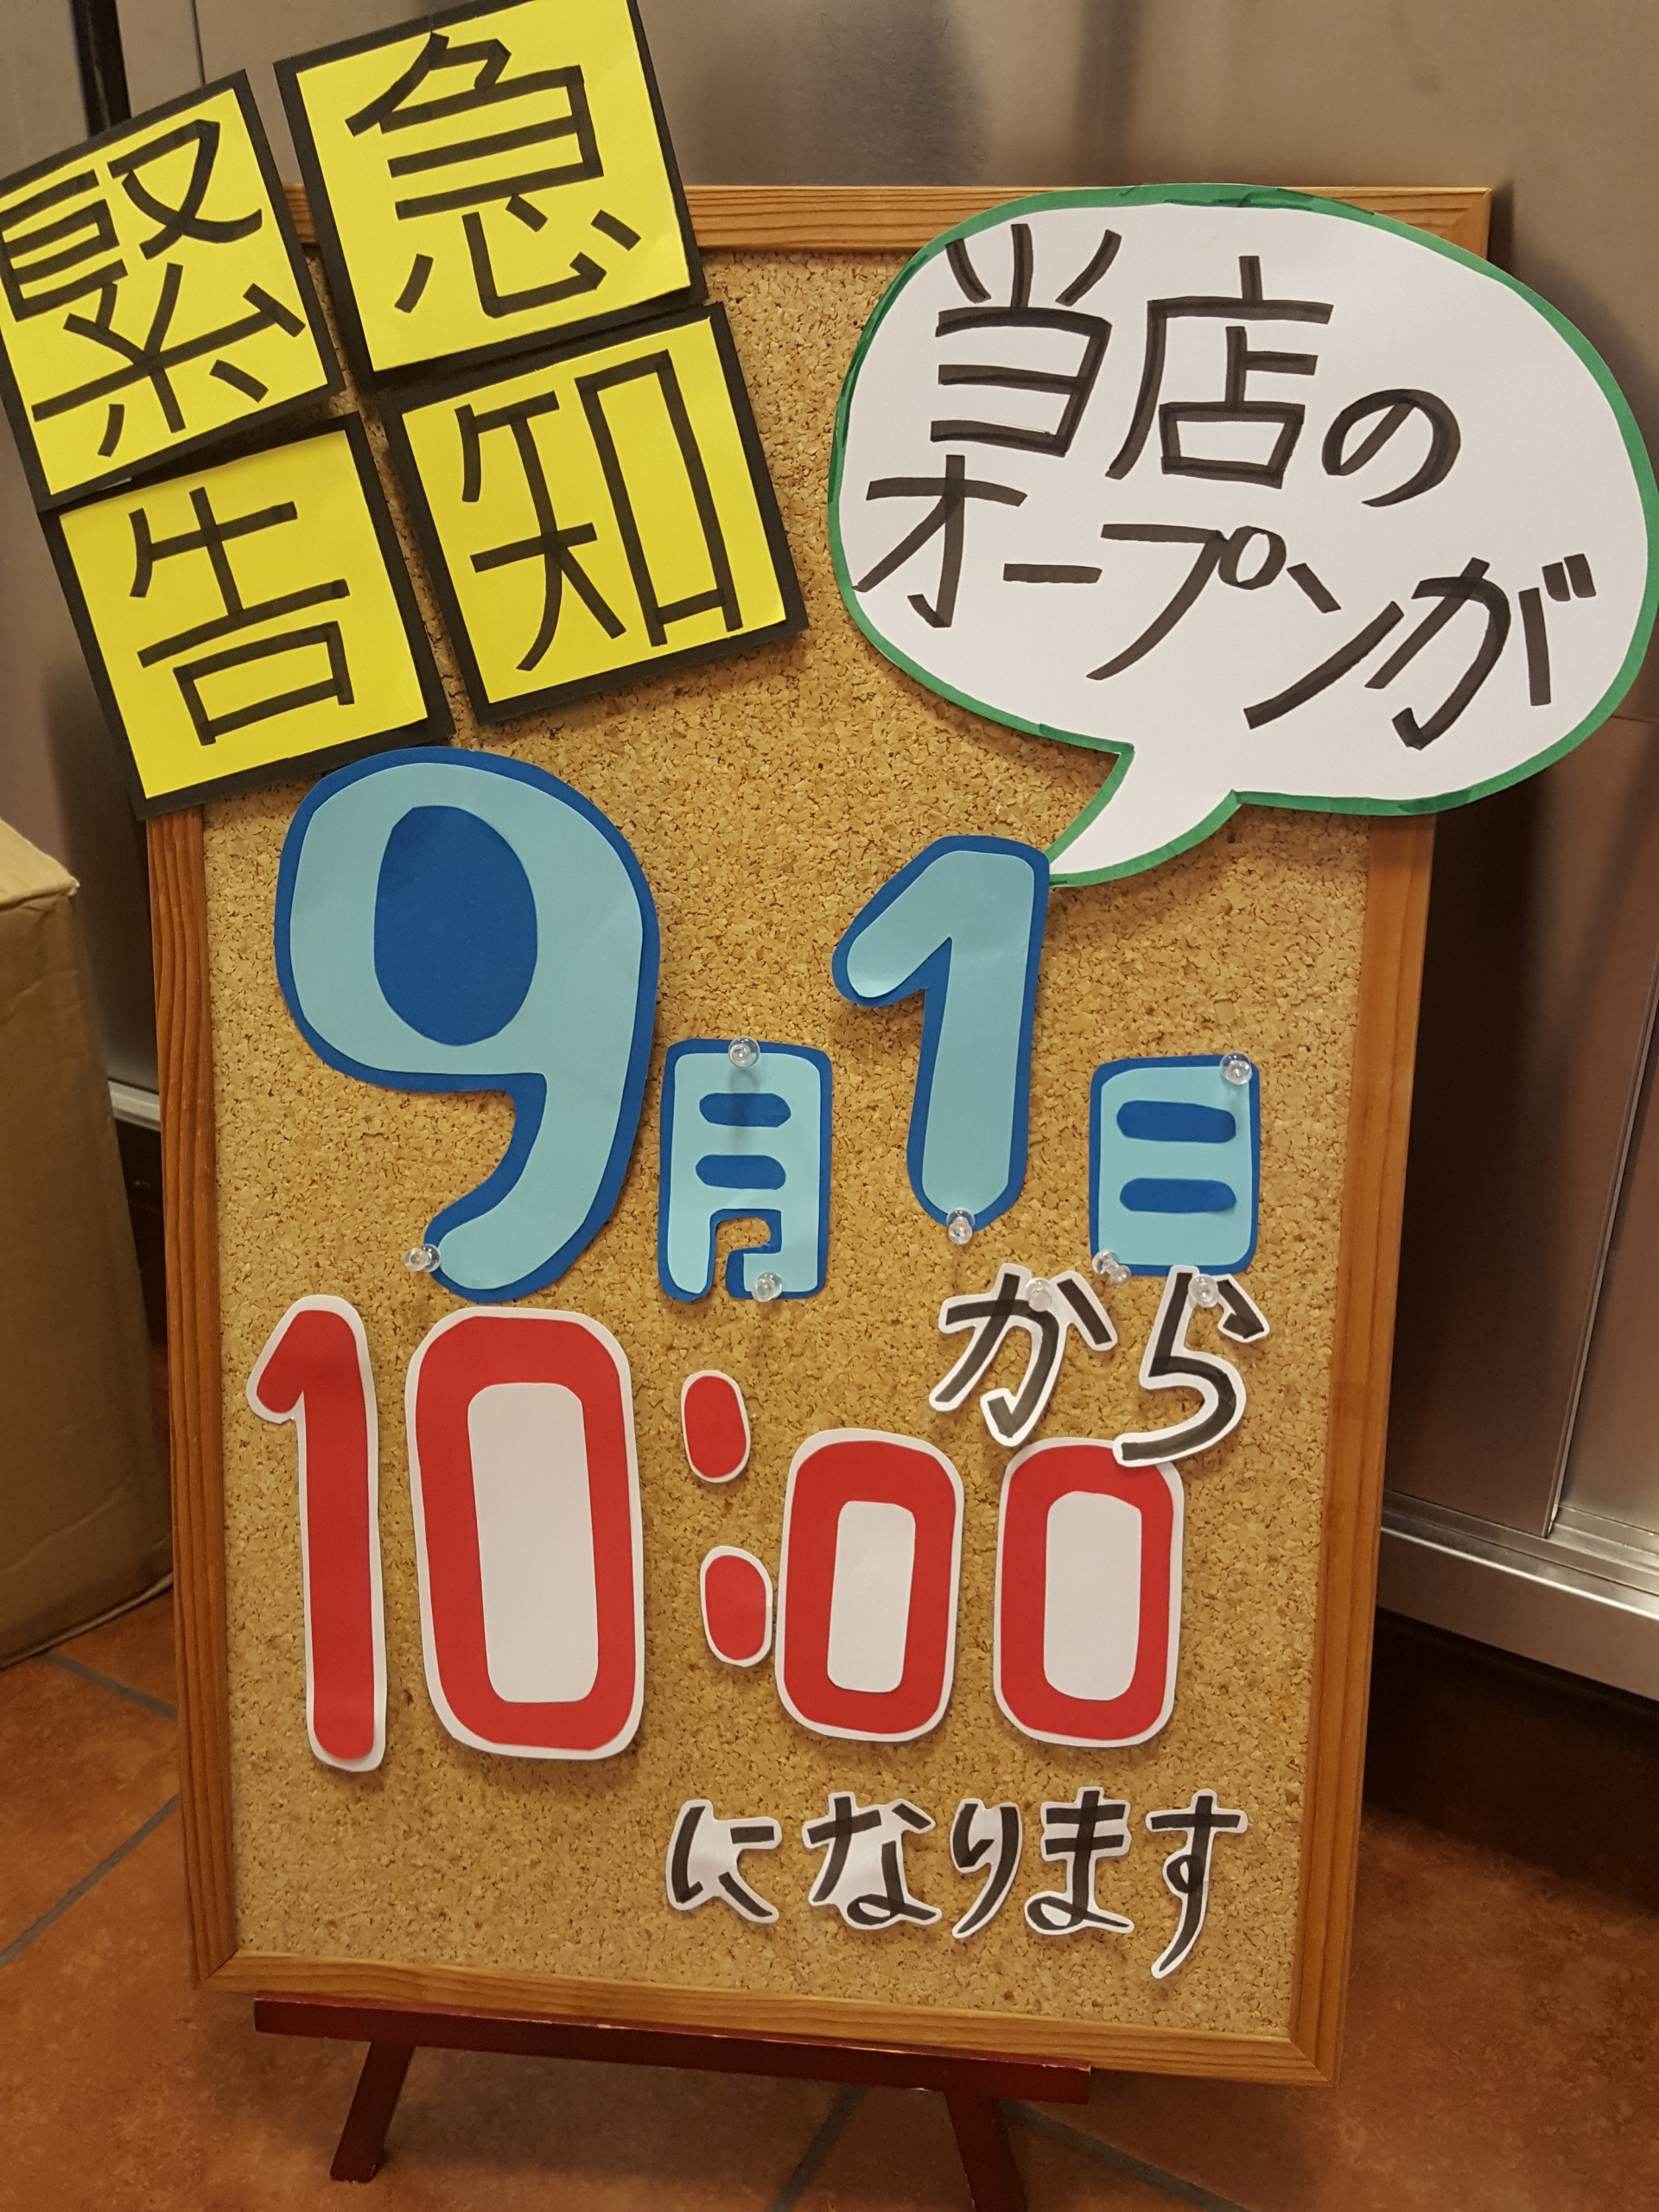 緊急
告知
当店の
オープンが
9月1日
から
10:00
になります